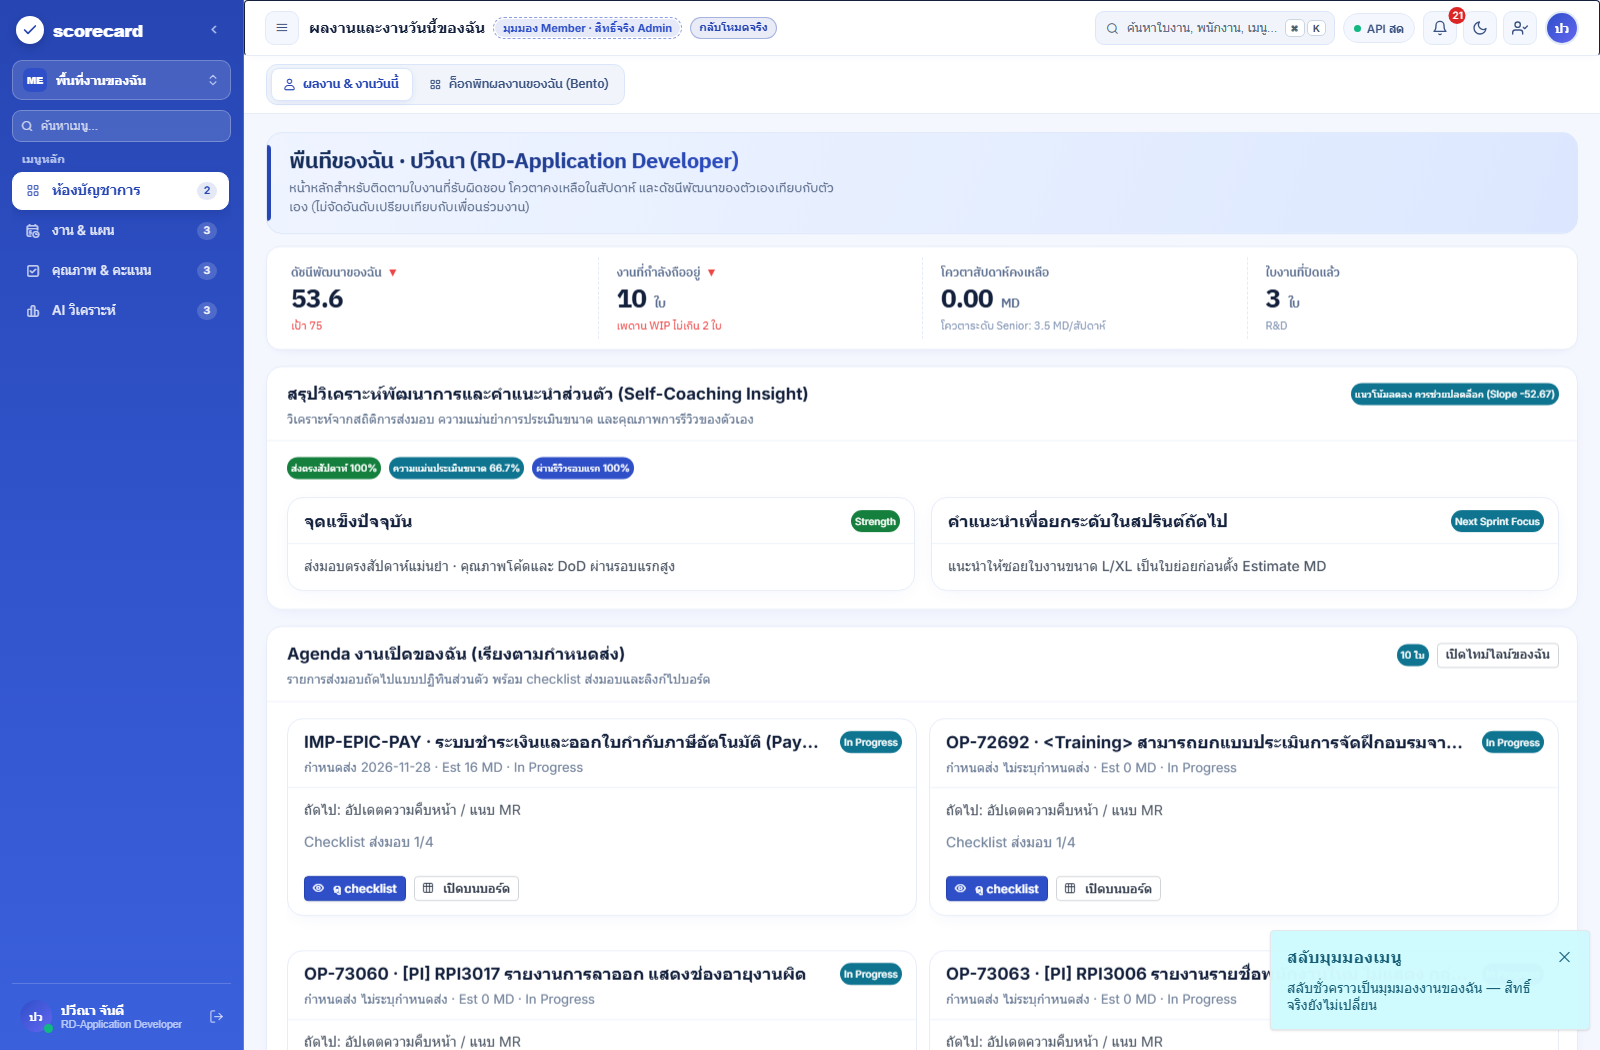 scorecard
ME พื้นที่งานของฉัน
ค้นหาเมนู...
เมนูหลัก
ห้องบัญชาการ 2
งาน & แผน 3
คุณภาพ & คะแนน 3
AI วิเคราะห์ 3
ปวีณา จันดี
ปว RD-Application Developer
ผลงานและงานวันนี้ของฉัน มุมมอง Member · สิทธิ์จริง Admin กลับโหมดจริง
ค้นหาใบงาน, พนักงาน, เมนู... ⌘ K API สด 21 ปว
ผลงาน & งานวันนี้ ค็อกพิทผลงานของฉัน (Bento)
พื้นที่ของฉัน · ปวีณา (RD-Application Developer)
หน้าหลักสำหรับติดตามใบงานที่รับผิดชอบ โควตาคงเหลือในสัปดาห์ และดัชนีพัฒนาของตัวเองเทียบกับตัว
เอง (ไม่จัดอันดับเปรียบเทียบกับเพื่อนร่วมงาน)
ดัชนีพัฒนาของฉัน ▼
53.6
เป้า 75
งานที่กำลังถืออยู่ ▼
10 ใบ
เพดาน WIP ไม่เกิน 2 ใบ
โควตาสัปดาห์คงเหลือ
0.00 MD
โควตาระดับ Senior: 3.5 MD/สัปดาห์
ใบงานที่ปิดแล้ว
3 ใบ
R&D
สรุปวิเคราะห์พัฒนาการและคำแนะนำส่วนตัว (Self-Coaching Insight)
แนวโน้มลดลง ควรช่วยปลดล็อก (Slope -52.67)
วิเคราะห์จากสถิติการส่งมอบ ความแม่นยำการประเมินขนาด และคุณภาพการรีวิวของตัวเอง
ส่งตรงสัปดาห์ 100% ความแม่นประเมินขนาด 66.7% ผ่านรีวิวรอบแรก 100%
จุดแข็งปัจจุบัน Strength
ส่งมอบตรงสัปดาห์แม่นยำ · คุณภาพโค้ดและ DoD ผ่านรอบแรกสูง
คำแนะนำเพื่อยกระดับในสปรินต์ถัดไป Next Sprint Focus
แนะนำให้ซอยใบงานขนาด L/XL เป็นใบย่อยก่อนตั้ง Estimate MD
Agenda งานเปิดของฉัน (เรียงตามกำหนดส่ง)
10 ใบ เปิดไทม์ไลน์ของฉัน
รายการส่งมอบถัดไปแบบปฏิทินส่วนตัว พร้อม checklist ส่งมอบและลิงก์ไปบอร์ด
IMP-EPIC-PAY · ระบบชำระเงินและออกใบกำกับภาษีอัตโนมัติ (Pay... In Progress
กำหนดส่ง 2026-11-28 · Est 16 MD · In Progress
ถัดไป: อัปเดตความคืบหน้า / แนบ MR
Checklist ส่งมอบ 1/4
ดู checklist เปิดบนบอร์ด
OP-72692 · <Training> สามารถยกแบบประเมินการจัดฝึกอบรมจา... In Progress
กำหนดส่ง ไม่ระบุกำหนดส่ง · Est 0 MD · In Progress
ถัดไป: อัปเดตความคืบหน้า / แนบ MR
Checklist ส่งมอบ 1/4
ดู checklist เปิดบนบอร์ด
OP-73060 · [PI] RPI3017 รายงานการลาออก แสดงช่องอายุงานผิด In Progress
กำหนดส่ง ไม่ระบุกำหนดส่ง · Est 0 MD · In Progress
ถัดไป: อัปเดตความคืบหน้า / แนบ MR
OP-73063 · [PI] RPI3006 รายงานรายชื่อ
กำหนดส่ง ไม่ระบุกำหนดส่ง · Est 0 MD · In Progress
ถัดไป: อัปเดตความคืบหน้า / แนบ MR
สลับมุมมองเมนู
สลับชั่วคราวเป็นมุมมองงานของฉัน — สิทธิ์
จริงยังไม่เปลี่ยน